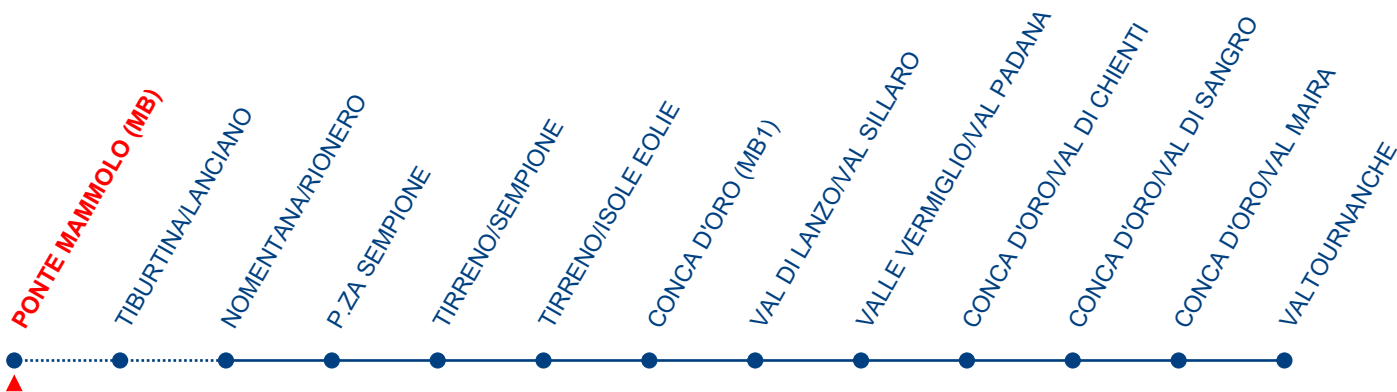 PONTE MAMMOLO (MB)
TIBURTINA/LANCIANO
NOMENTANA/RIONERO
P.ZA SEMPIONE
TIRRENO/SEMPIONE
TIRRENO/ISOLE EOLIE
CONCA D'ORO (MB1)
VAL DI LANZO/VAL SILLARO
VALLE VERMIGLIO/VAL PADANA
CONCA D'ORO/VAL DI CHIENTI
CONCA D'ORO/VAL DI SANGRO
CONCA D'ORO/VAL MAIRA
VALTOURNANCHE